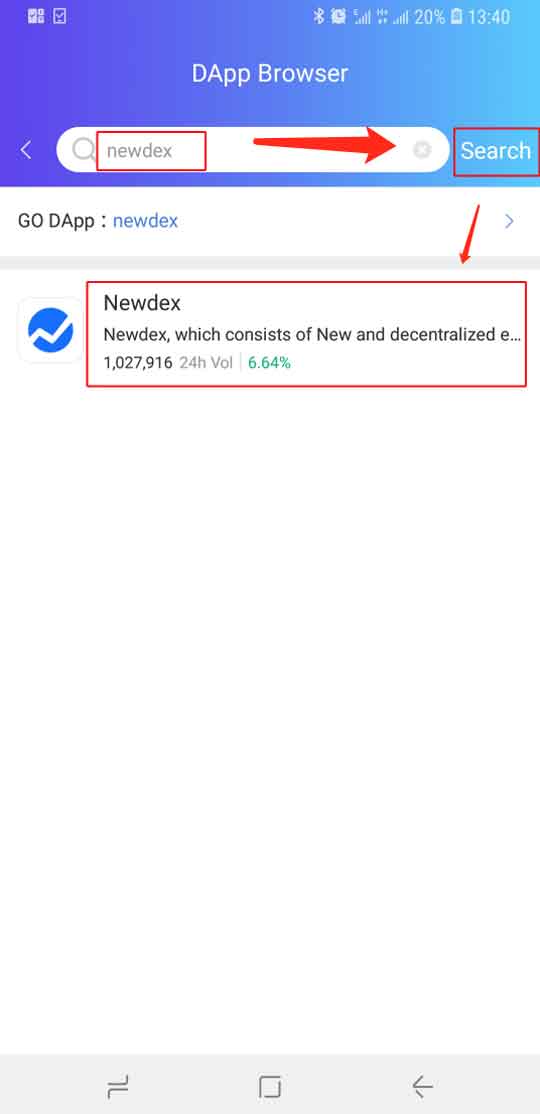 20% 13:40
DApp Browser
newdex Search
GO DApp : newdex
Newdex
Newdex, which consists of New and decentralized e...
1,027,916 24h Vol 6.64%